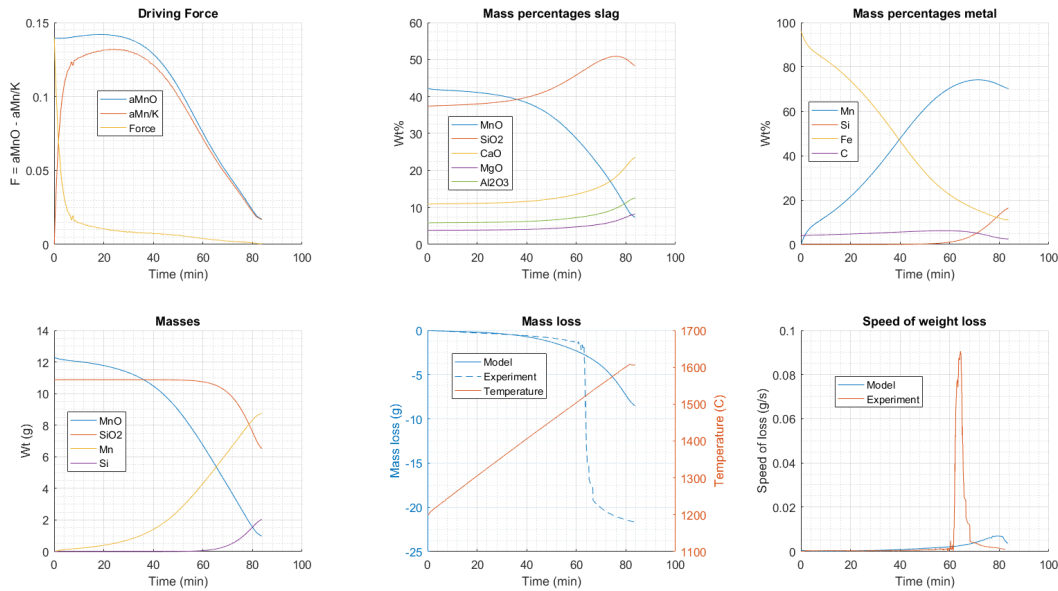 Driving Force
0.15
0.1
0.05
0
F = aMnO - aMn/K
aMnO
aMn/K
Force
0 20 40 60 80 100
Time (min)
Mass percentages slag
60
50
40
30
20
10
0
Wt%
MnO
SiO2
CaO
MgO
Al2O3
0 20 40 60 80 100
Time (min)
Mass percentages metal
100
80
60
40
20
0
Wt%
Mn
Si
Fe
C
0 20 40 60 80 100
Time (min)
Masses
14
12
10
8
6
4
2
0
Wt (g)
MnO
SiO2
Mn
Si
0 20 40 60 80 100
Time (min)
Mass loss
0
-5
-10
-15
-20
-25
Mass loss (g)
Model
Experiment
Temperature
1700
1600
1500
1400
1300
1200
1100
Temperature (C)
0 20 40 60 80 100
Time (min)
Speed of weight loss
0.1
0.08
0.06
0.04
0.02
0
Speed of loss (g/s)
Model
Experiment
0 20 40 60 80 100
Time (min)